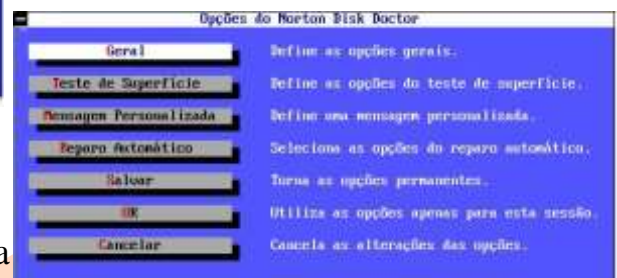 Opções do Norton Disk Doctor
Geral Define as opções gerais.
Teste de Superfície Define as opções do teste de superfície.
Mensagem Personalizada Define uma mensagem personalizada.
Reparo Automático Seleciona as opções do reparo automático.
Salvar Torna as opções permanentes.
OK Utiliza as opções apenas para esta sessão.
Cancelar Cancela as alterações das opções.
a